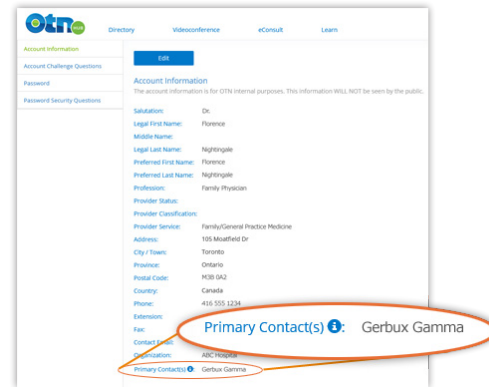 otn hub
Directory Videoconference eConsult Learn
Account Information
Account Challenge Questions
Password
Password Security Questions
Edit
Account Information
The account information is for OTN internal purposes. This information WILL NOT be seen by the public.
Salutation: Dr.
Legal First Name: Florence
Middle Name:
Legal Last Name: Nightingale
Preferred First Name: Florence
Preferred Last Name: Nightingale
Profession: Family Physician
Provider Status:
Provider Classification:
Provider Service: Family/General Practice Medicine
Address: 105 Moatfield Dr
City / Town: Toronto
Province: Ontario
Postal Code: M3B 0A2
Country: Canada
Phone: 416 555 1234
Extension:
Fax:
Contact Email:
Organization: ABC Hospital
Primary Contact(s) i: Gerbux Gamma
Primary Contact(s) i: Gerbux Gamma